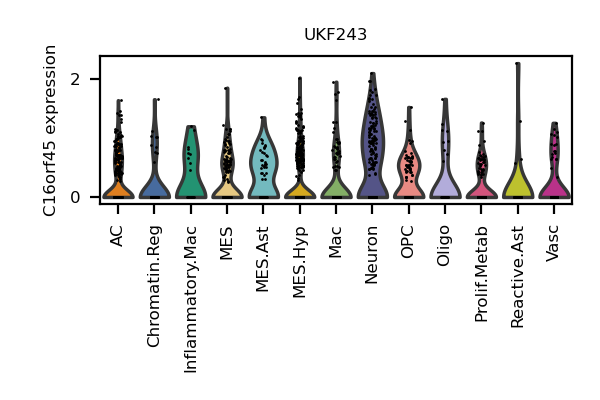 UKF243
C16orf45 expression
2
0
AC
Chromatin.Reg
Inflammatory.Mac
MES
MES.Ast
MES.Hyp
Mac
Neuron
OPC
Oligo
Prolif.Metab
Reactive.Ast
Vasc